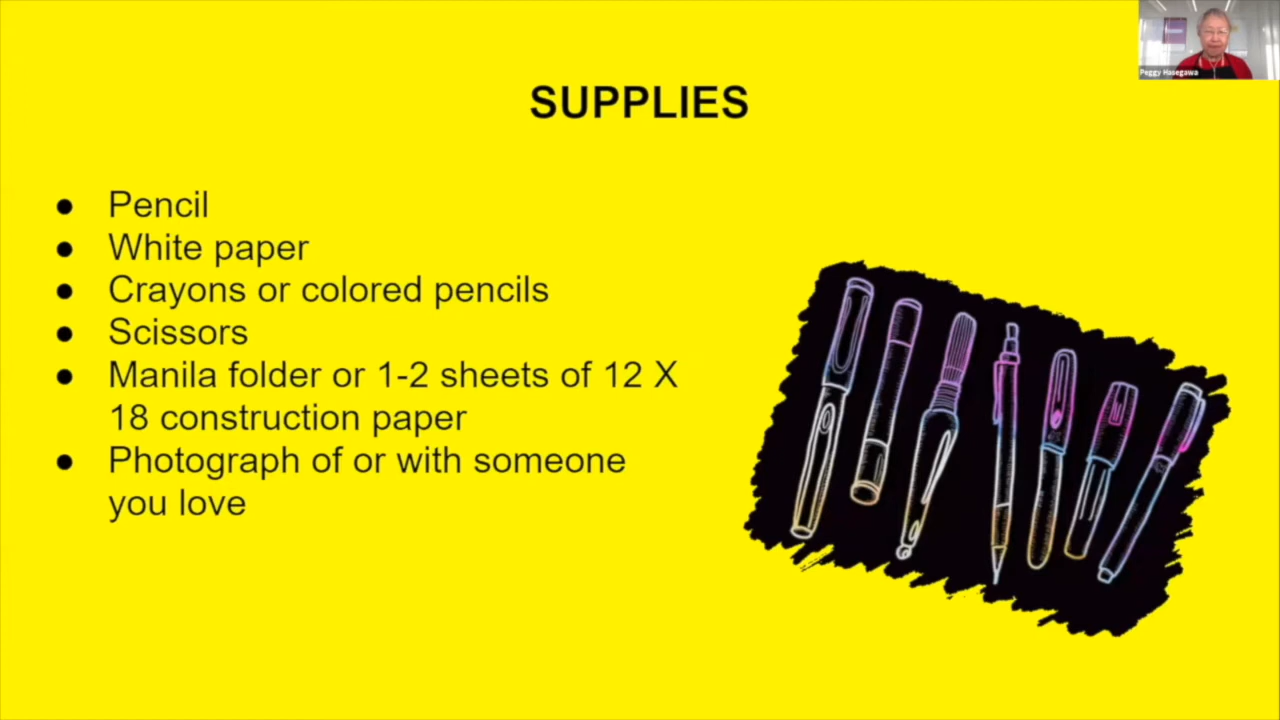 Peggy Hasegawa
SUPPLIES
● Pencil
● White paper
● Crayons or colored pencils
● Scissors
● Manila folder or 1-2 sheets of 12 X
18 construction paper
● Photograph of or with someone
you love